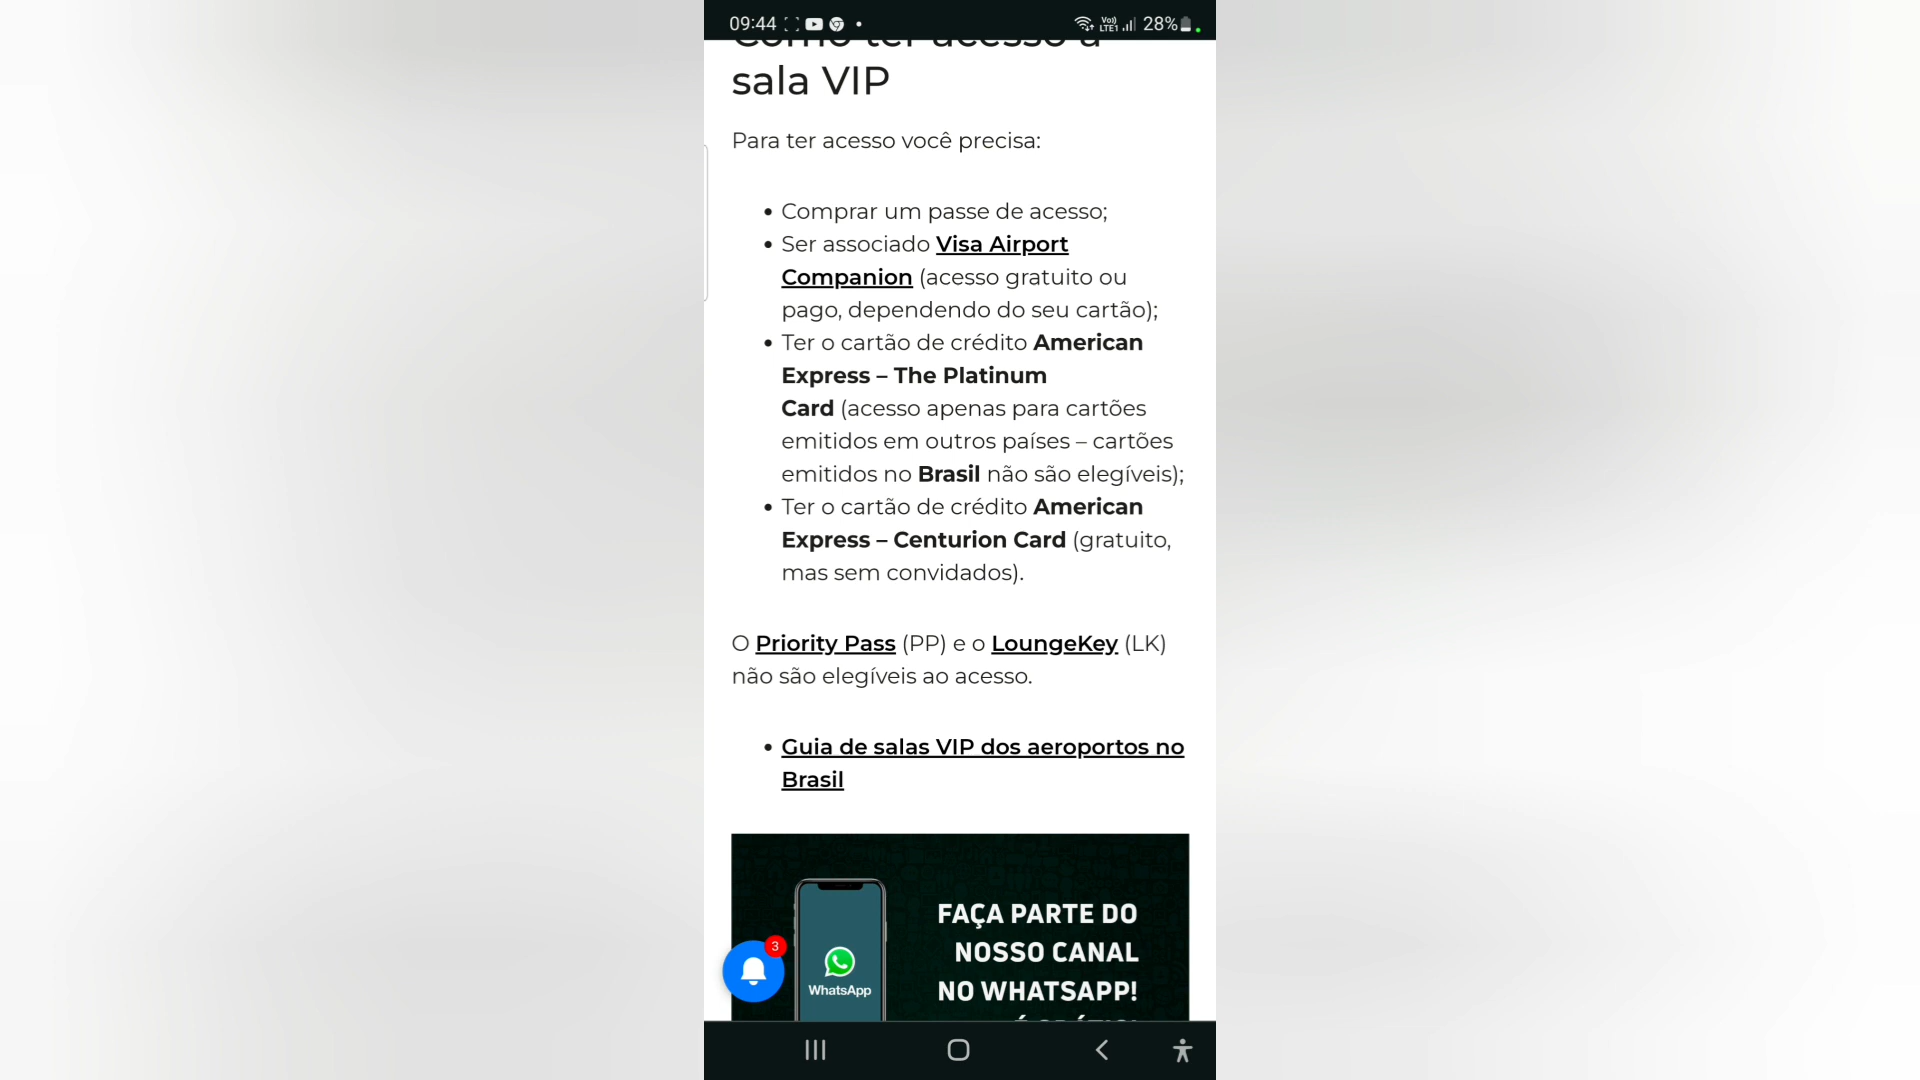 09:44
VoLTE1 28%
Como ter acesso a
sala VIP
Para ter acesso você precisa:
• Comprar um passe de acesso;
• Ser associado Visa Airport
Companion (acesso gratuito ou
pago, dependendo do seu cartão);
• Ter o cartão de crédito American
Express – The Platinum
Card (acesso apenas para cartões
emitidos em outros países – cartões
emitidos no Brasil não são elegíveis);
• Ter o cartão de crédito American
Express – Centurion Card (gratuito,
mas sem convidados).
O Priority Pass (PP) e o LoungeKey (LK)
não são elegíveis ao acesso.
• Guia de salas VIP dos aeroportos no
Brasil
FAÇA PARTE DO
NOSSO CANAL
NO WHATSAPP!
WhatsApp
3